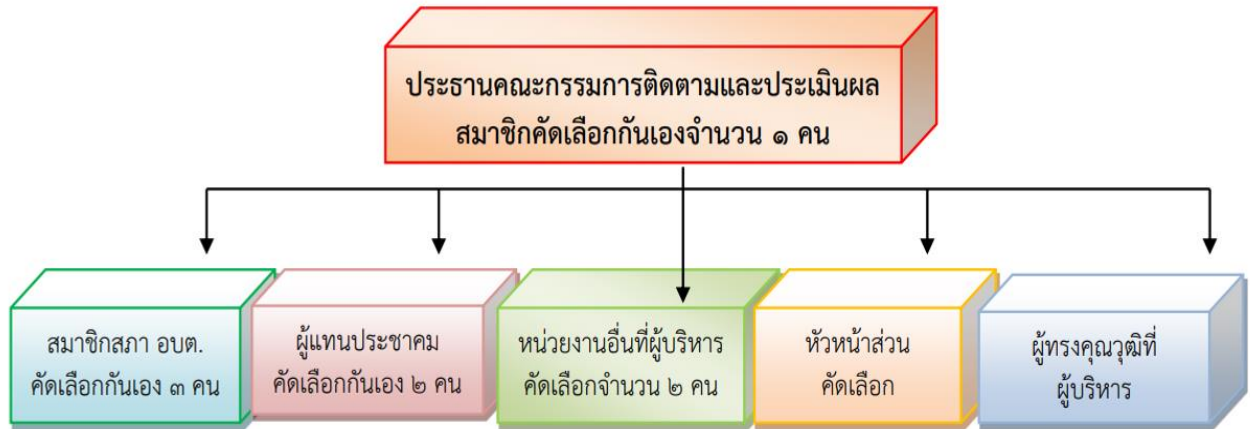 ประธานคณะกรรมการติดตามและประเมินผล
สมาชิกคัดเลือกกันเองจำนวน ๑ คน
สมาชิกสภา อบต.
คัดเลือกกันเอง ๓ คน
ผู้แทนประชาคม
คัดเลือกกันเอง ๒ คน
หน่วยงานอื่นที่ผู้บริหาร
คัดเลือกจำนวน ๒ คน
หัวหน้าส่วน
คัดเลือก
ผู้ทรงคุณวุฒิที่
ผู้บริหาร